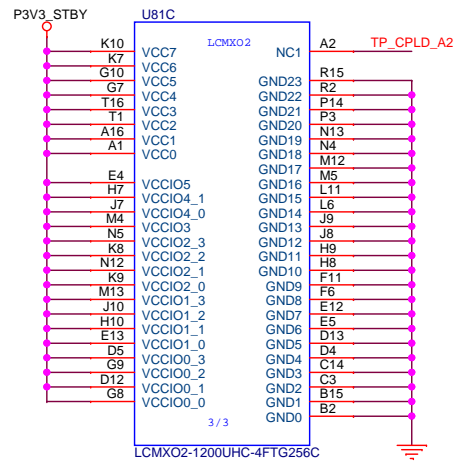 P3V3_STBY
U81C
LCMXO2
K10 VCC7
K7 VCC6
G10 VCC5
G7 VCC4
T16 VCC3
T1 VCC2
A16 VCC1
A1 VCC0
E4 VCCIO5
H7 VCCIO4_1
J7 VCCIO4_0
M4 VCCIO3
N5 VCCIO2_3
K8 VCCIO2_2
N12 VCCIO2_1
K9 VCCIO2_0
M13 VCCIO1_3
J10 VCCIO1_2
H10 VCCIO1_1
E13 VCCIO1_0
D5 VCCIO0_3
G9 VCCIO0_2
D12 VCCIO0_1
G8 VCCIO0_0
NC1 A2 TP_CPLD_A2
GND23 R15
GND22 R2
GND21 P14
GND20 P3
GND19 N13
GND18 N4
GND17 M12
GND16 M5
GND15 L11
GND14 L6
GND13 J9
GND12 J8
GND11 H9
GND10 H8
GND9 F11
GND8 F6
GND7 E12
GND6 E5
GND5 D13
GND4 D4
GND3 C14
GND2 C3
GND1 B15
GND0 B2
3/3
LCMXO2-1200UHC-4FTG256C